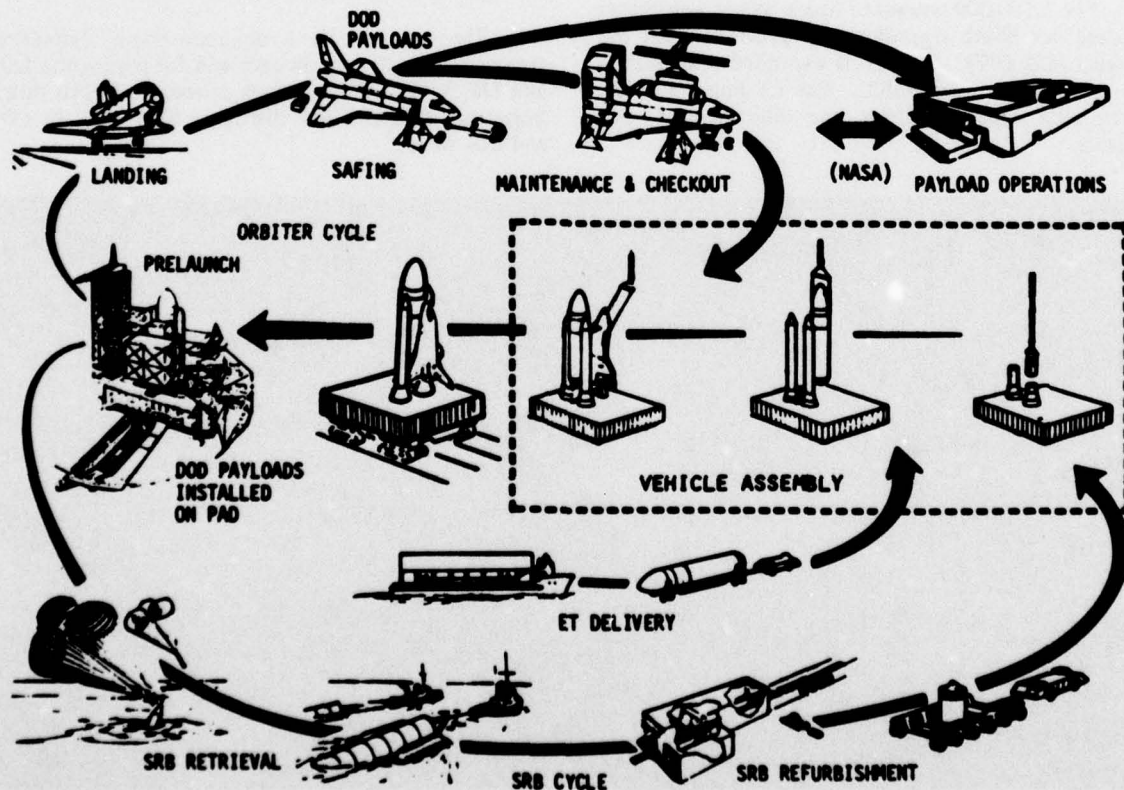 DOD
PAYLOADS
LANDING
SAFING
MAINTENANCE & CHECKOUT
(NASA)
PAYLOAD OPERATIONS
ORBITER CYCLE
PRELAUNCH
DOD PAYLOADS
INSTALLED
ON PAD
VEHICLE ASSEMBLY
ET DELIVERY
SRB RETRIEVAL
SRB CYCLE
SRB REFURBISHMENT